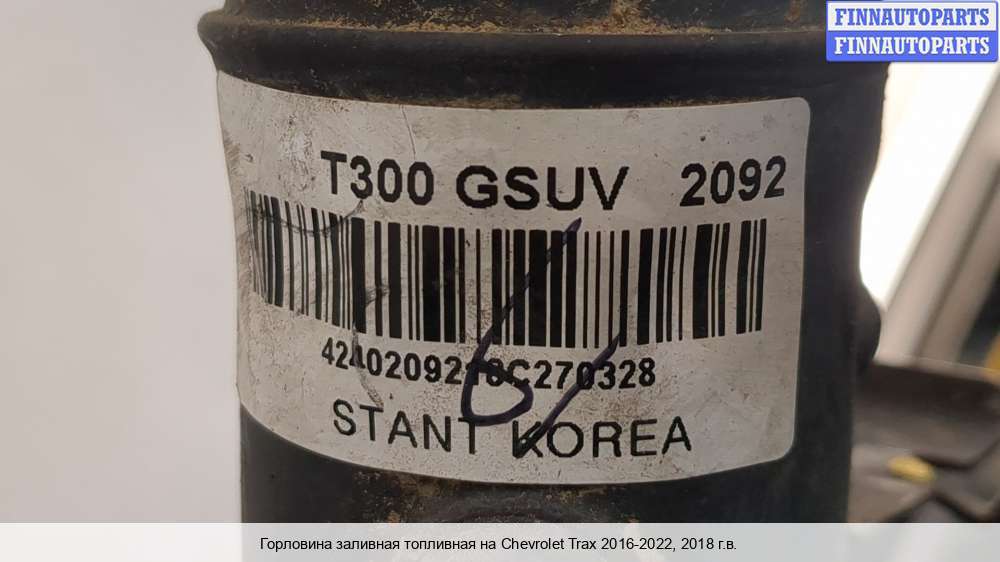 FINNAUTOPARTS
FINNAUTOPARTS
T300 GSUV 2092
STANT KOREA
Горловина заливная топливная на Chevrolet Trax 2016-2022, 2018 г.в.